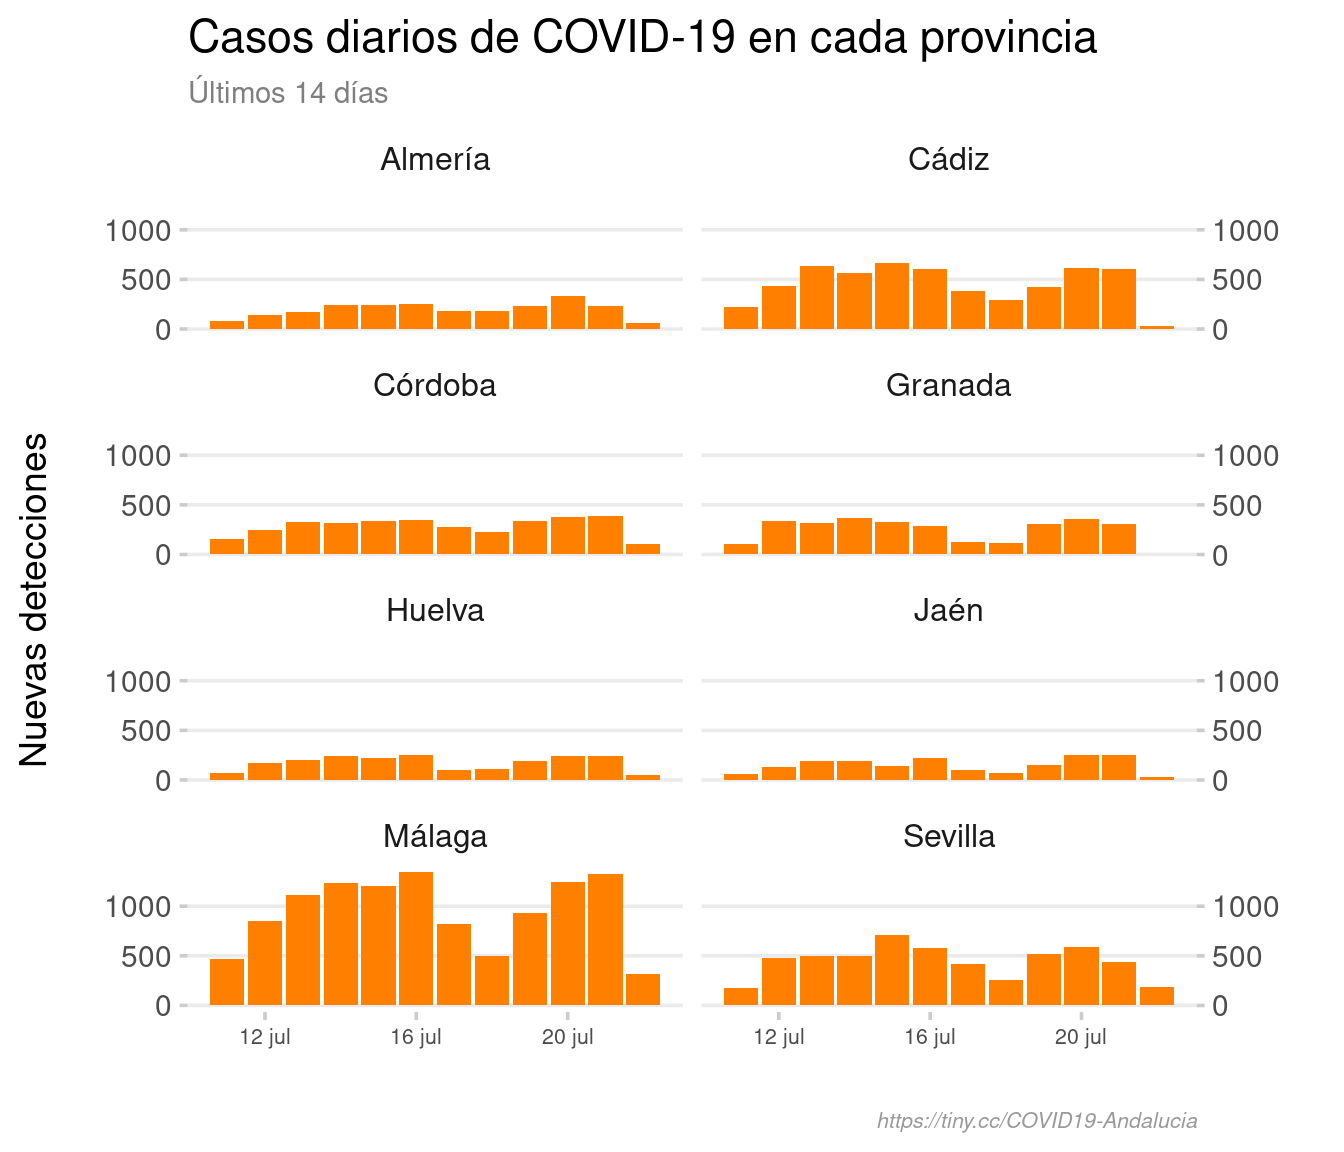 Casos diarios de COVID-19 en cada provincia
Últimos 14 días
Almería
Cádiz
1000
500
0
1000
500
0
Córdoba
Granada
1000
500
0
1000
500
0
Nuevas detecciones
Huelva
Jaén
1000
500
0
1000
500
0
Málaga
Sevilla
1000
500
0
1000
500
0
12 jul 16 jul 20 jul
12 jul 16 jul 20 jul
https://tiny.cc/COVID19-Andalucia